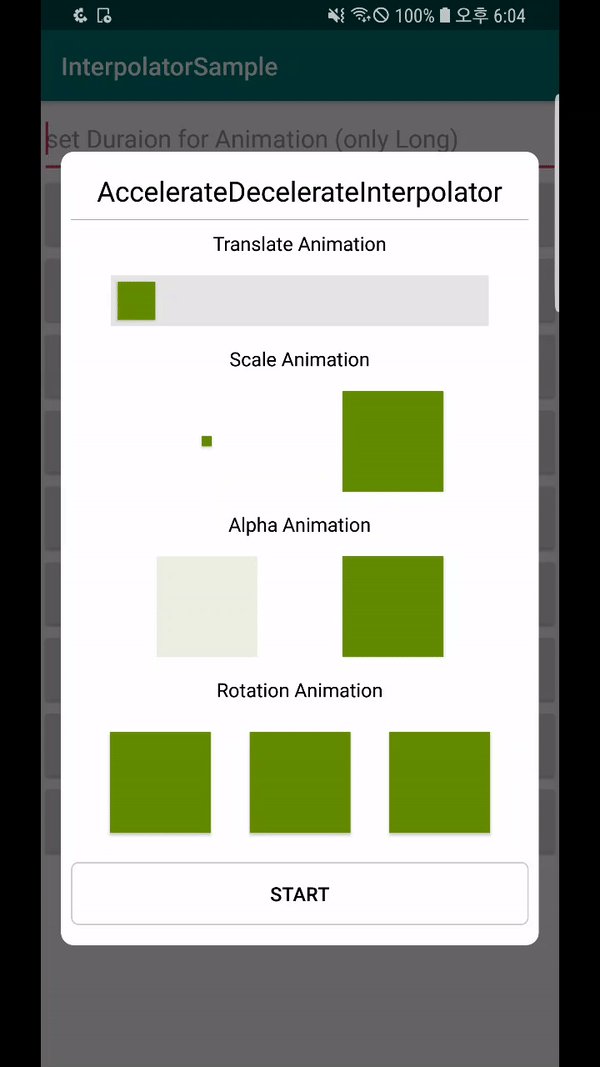 100% 오후 6:04
InterpolatorSample
set Duraion for Animation (only Long)
AccelerateDecelerateInterpolator
Translate Animation
Scale Animation
Alpha Animation
Rotation Animation
START